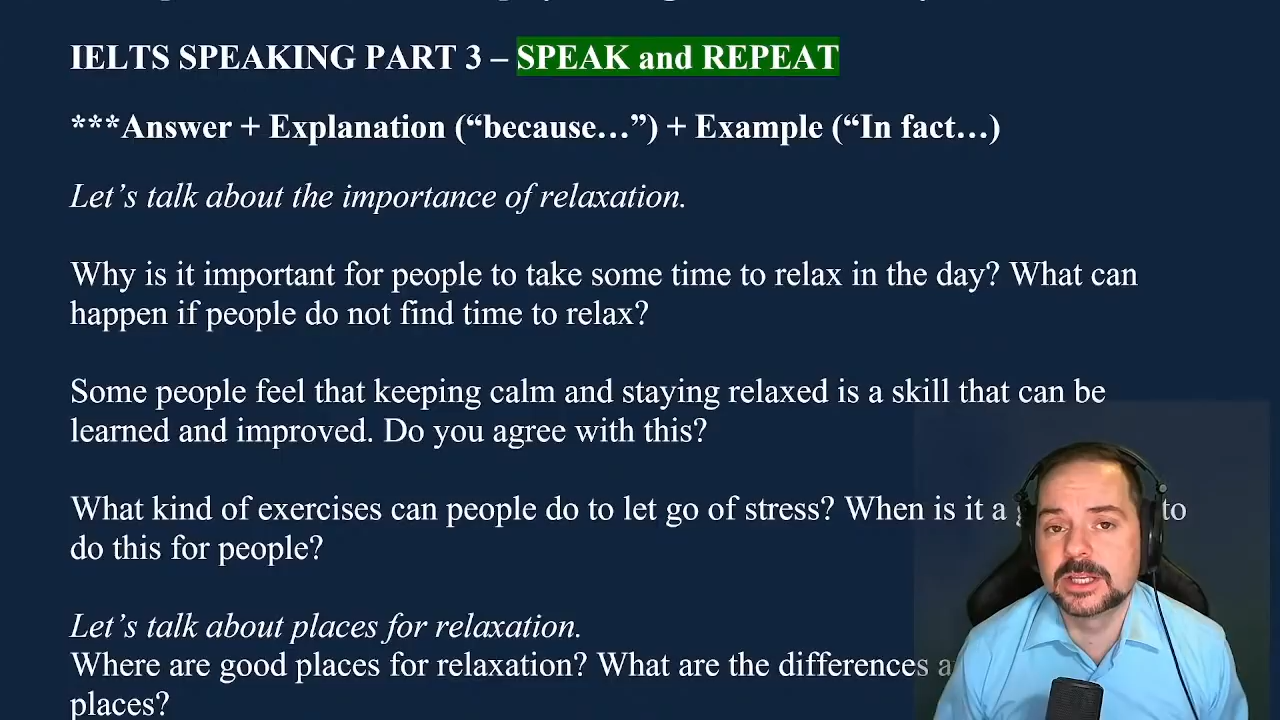 IELTS SPEAKING PART 3 – SPEAK and REPEAT
***Answer + Explanation (“because…”) + Example (“In fact…)
Let’s talk about the importance of relaxation.
Why is it important for people to take some time to relax in the day? What can
happen if people do not find time to relax?
Some people feel that keeping calm and staying relaxed is a skill that can be
learned and improved. Do you agree with this?
What kind of exercises can people do to let go of stress? When is it a to
do this for people?
Let’s talk about places for relaxation.
Where are good places for relaxation? What are the differences
places?